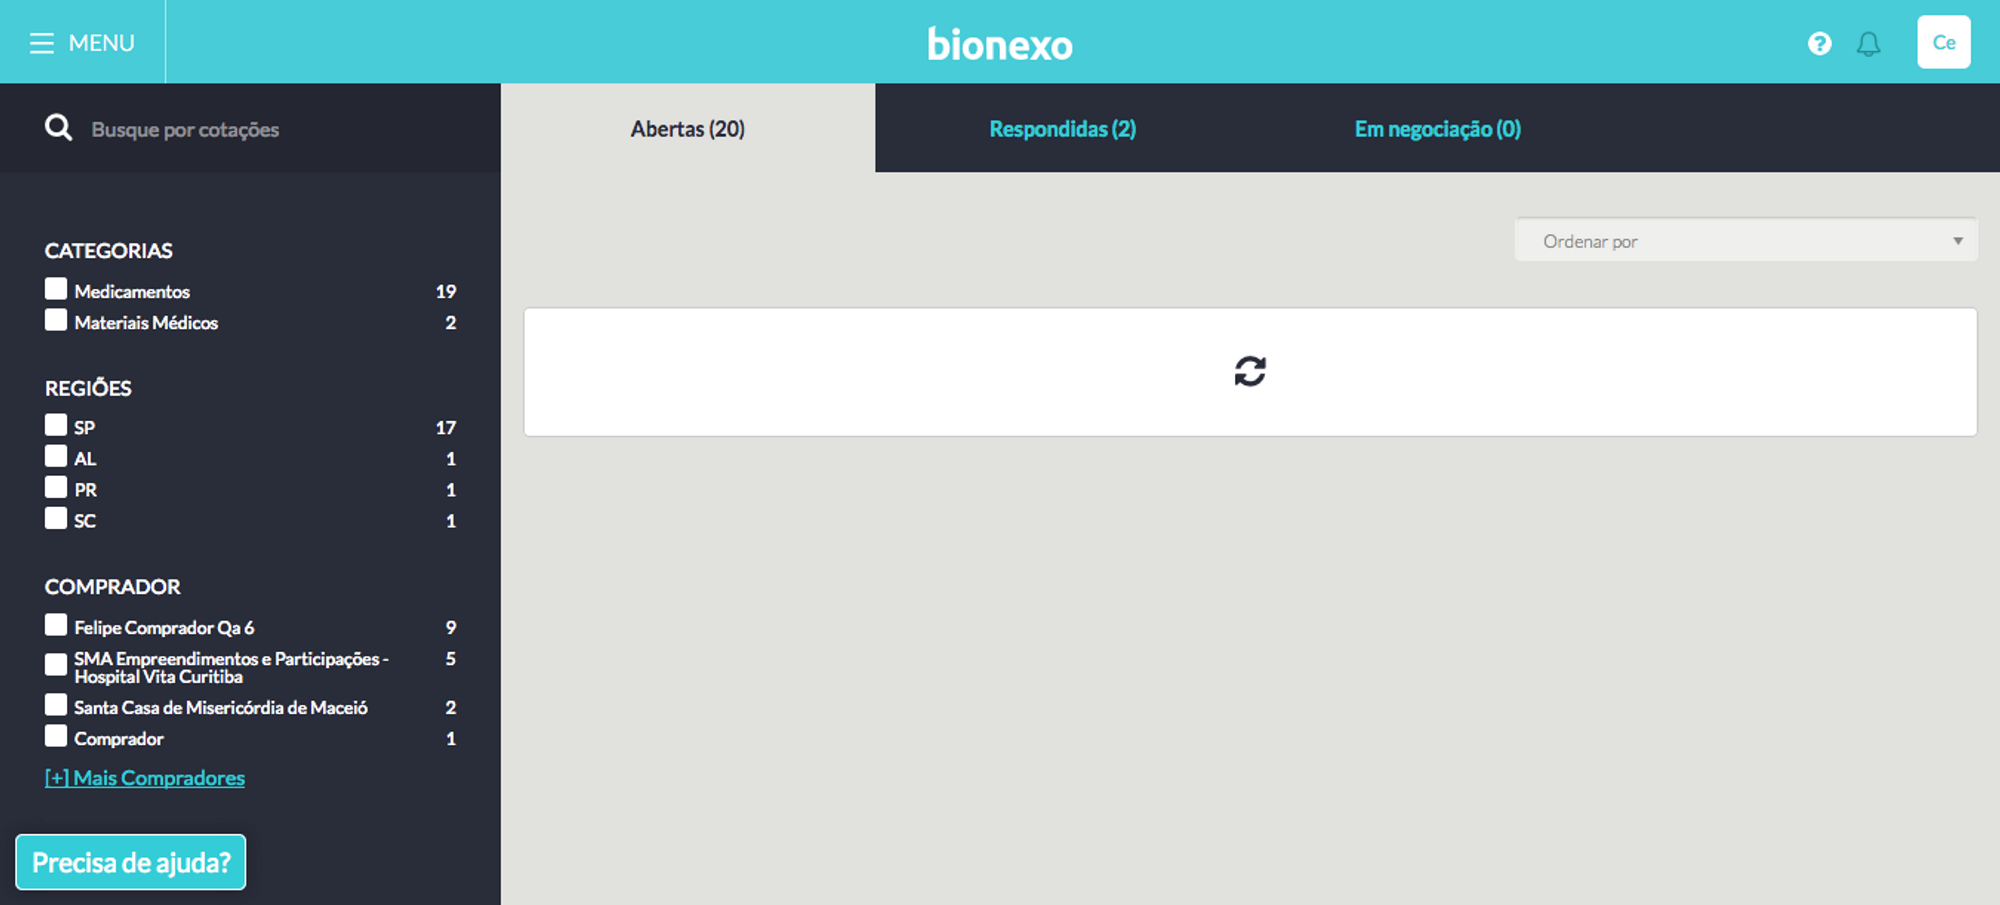 MENU
bionexo
Ce
Busque por cotações
Abertas (20)
Respondidas (2)
Em negociação (0)
Ordenar por
CATEGORIAS
Medicamentos 19
Materiais Médicos 2
REGIÕES
SP 17
AL 1
PR 1
SC 1
COMPRADOR
Felipe Comprador Qa 6 9
SMA Empreendimentos e Participações - 5
Hospital Vita Curitiba
Santa Casa de Misericórdia de Maceió 2
Comprador 1
[+] Mais Compradores
Precisa de ajuda?